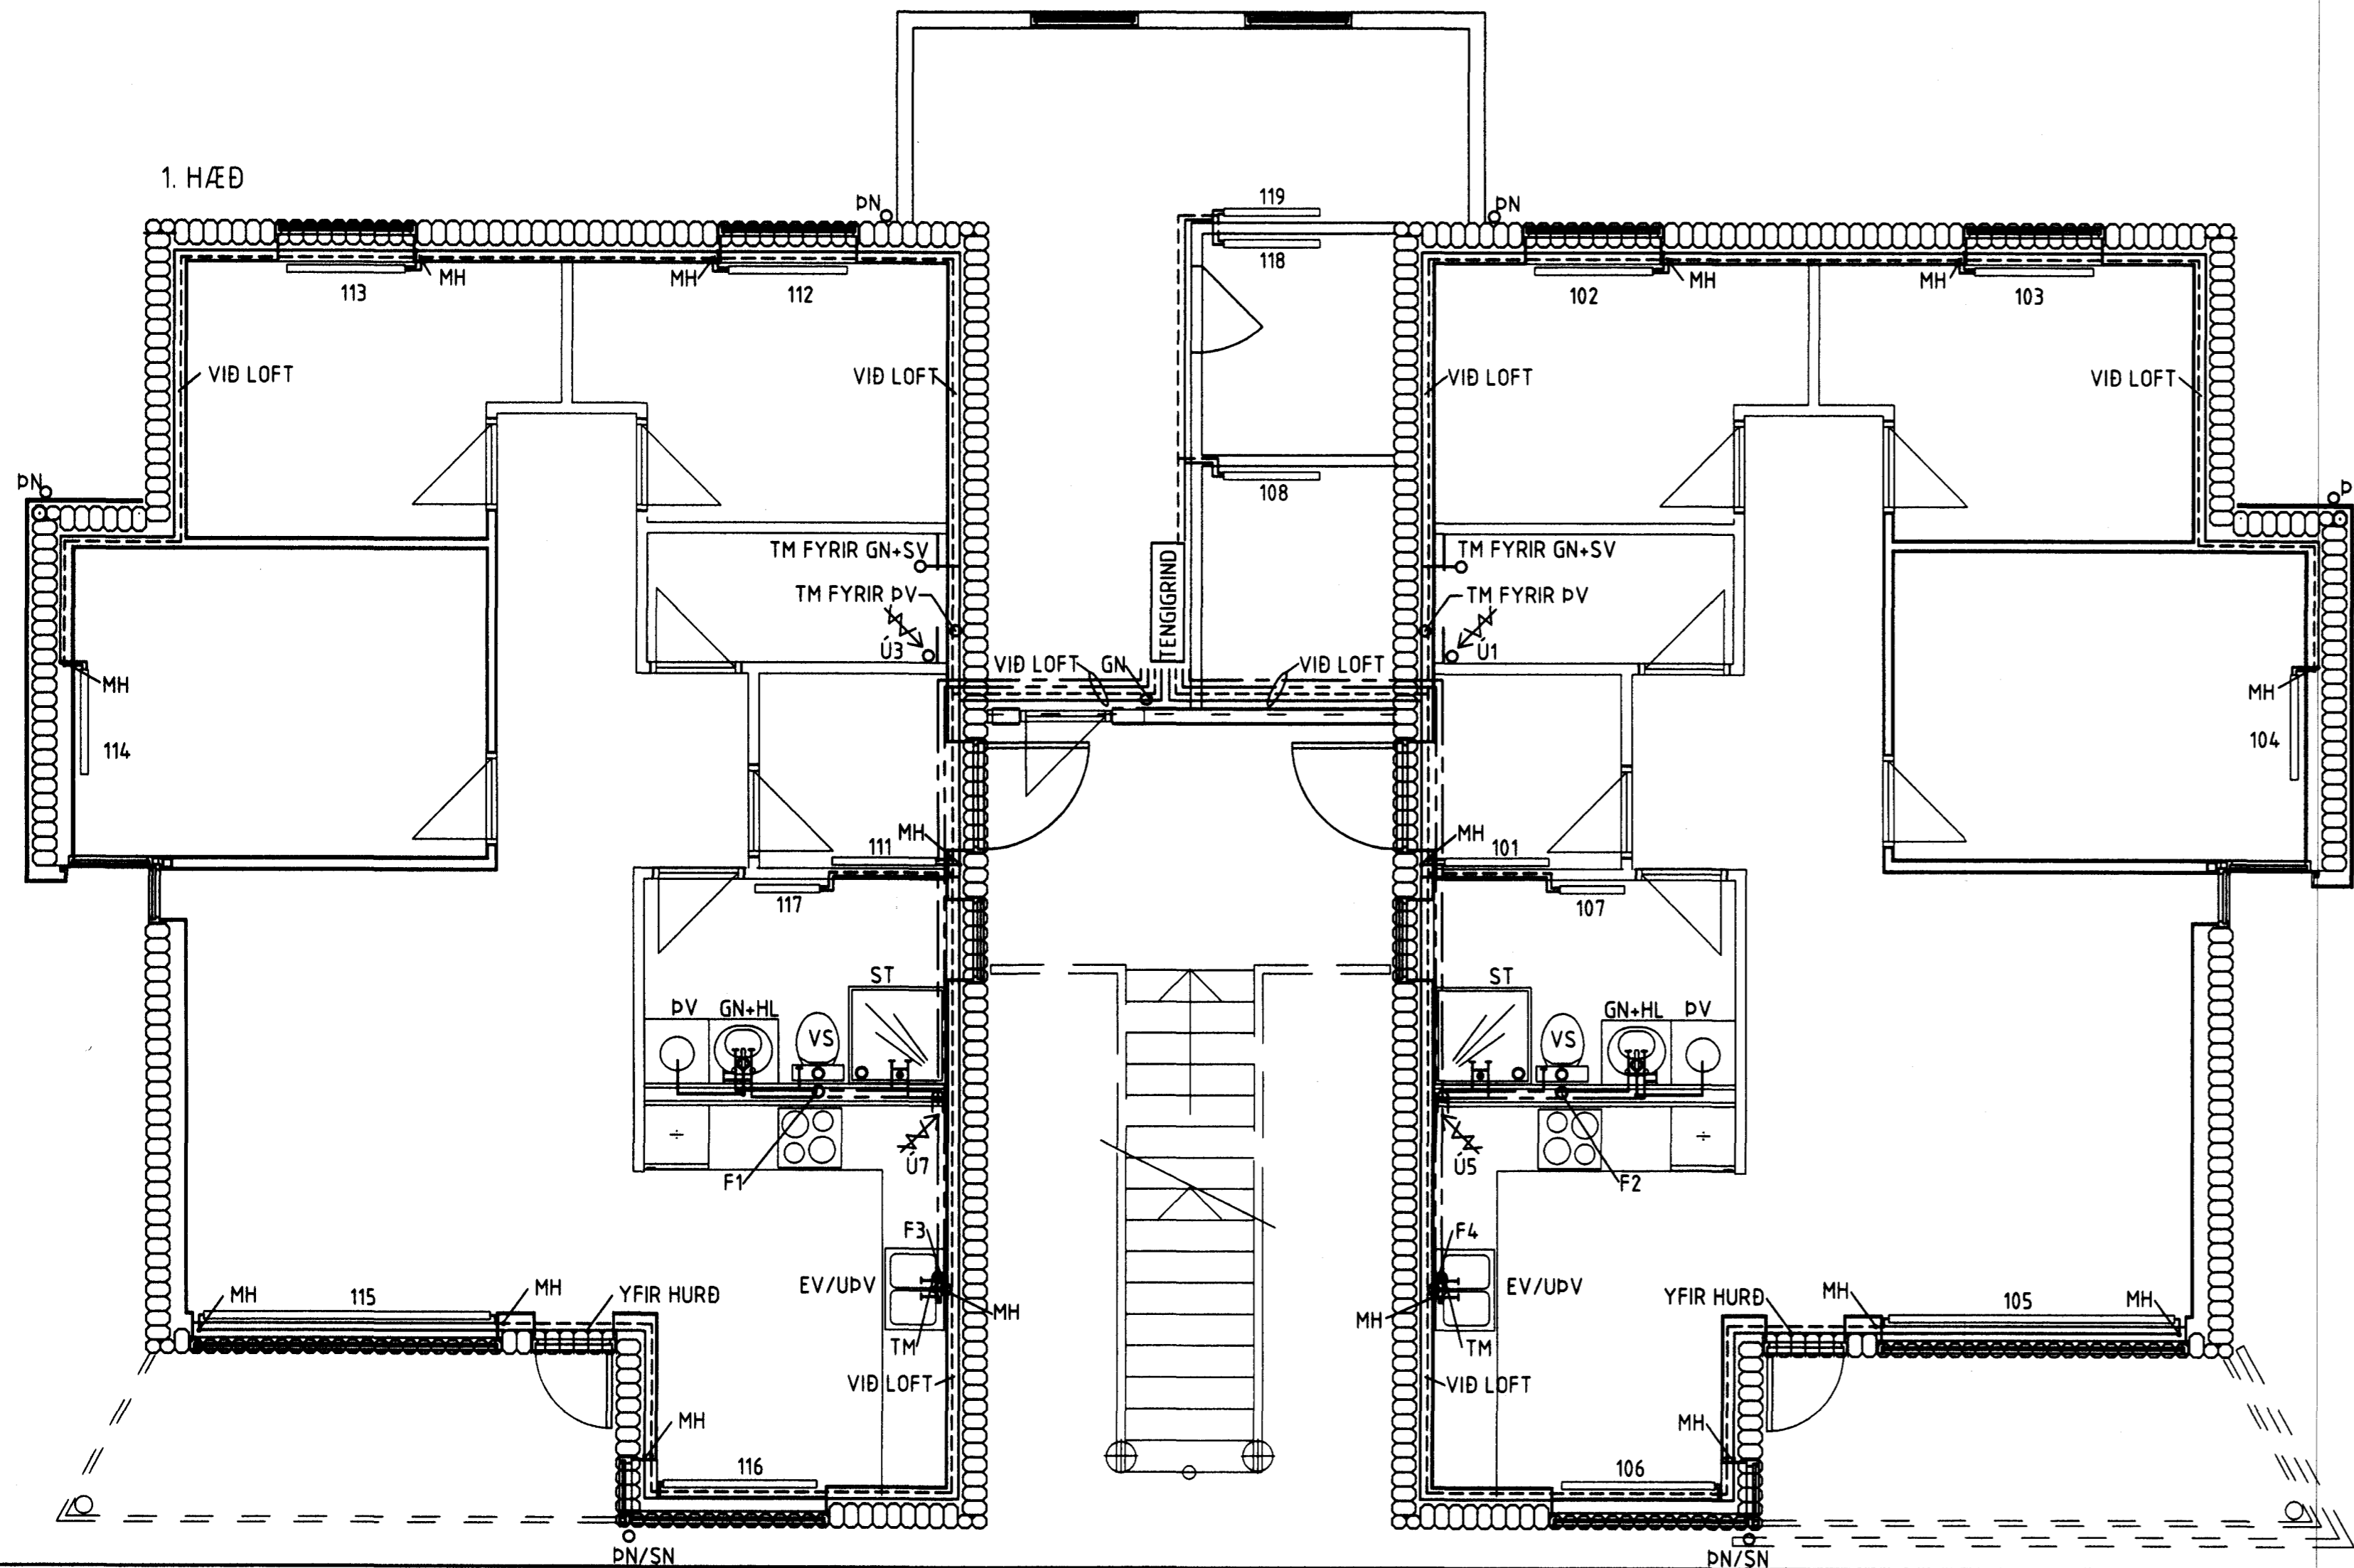 1. HÆÐ
ÞN
ÞN
119
118
113
MH
MH
112
102
MH
MH
103
VIÐ LOFT
VIÐ LOFT
VIÐ LOFT
VIÐ LOFT
ÞN
108
Þ
TM FYRIR GN+SV
TM FYRIR GN+SV
TM FYRIR ÞV
TM FYRIR ÞV
TENGIGRIND
Ú3
Ú1
VIÐ LOFT
GN
VIÐ LOFT
MH
MH
114
104
111
MH
MH
101
117
107
ST
ST
ÞV
GN+HL
VS
VS
GN+HL
ÞV
÷
÷
Ú7
Ú5
F1
F2
F3
F4
EV/UÞV
EV/UÞV
MH
115
MH
YFIR HURÐ
MH
MH
YFIR HURÐ
MH
105
MH
TM
TM
VIÐ LOFT
VIÐ LOFT
MH
MH
116
106
ÞN/SN
ÞN/SN